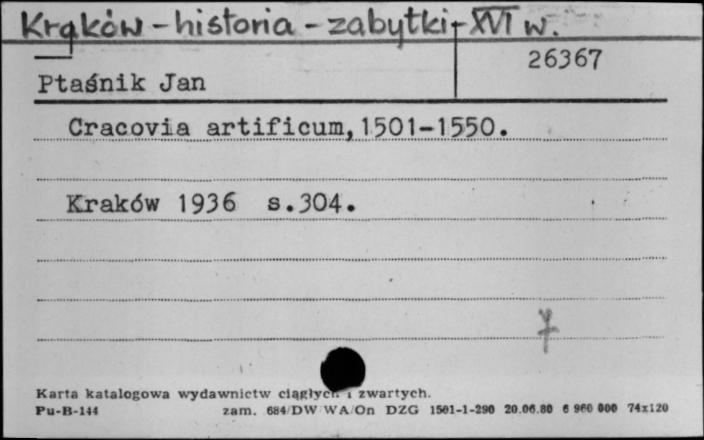 Kraków - historia - zabytki - XVI w.
26367
Ptaśnik Jan
Cracovia artificum, 1501-1550.
Kraków 1936 s.304.
Karta katalogowa wydawnictw ciągłych i zwartych.
Pu-B-144 zam. 684/DW WA/On DZG 1501-1-290 20.06.80 6 960 000 74x120